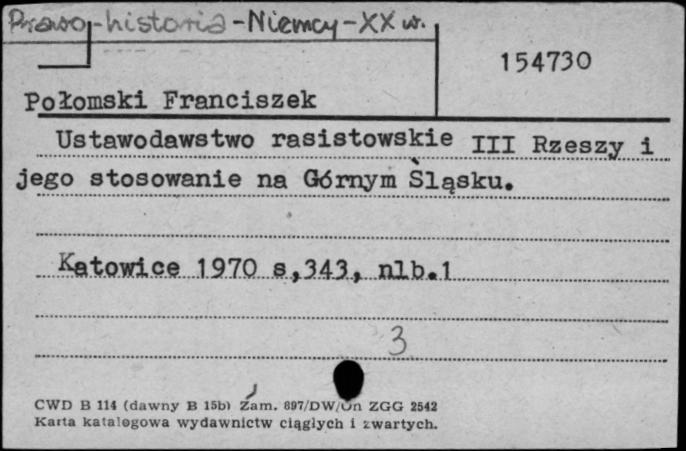 Prawo-historia-Niemcy-XX w.
154730
Połomski Franciszek
Ustawodawstwo rasistowskie III Rzeszy i
jego stosowanie na Górnym Śląsku.
Katowice 1970 s,343, nlb.1
3
CWD B 114 (dawny B 15b) Zam. 897/DW/Un ZGG 2542
Karta katalogowa wydawnictw ciągłych i zwartych.